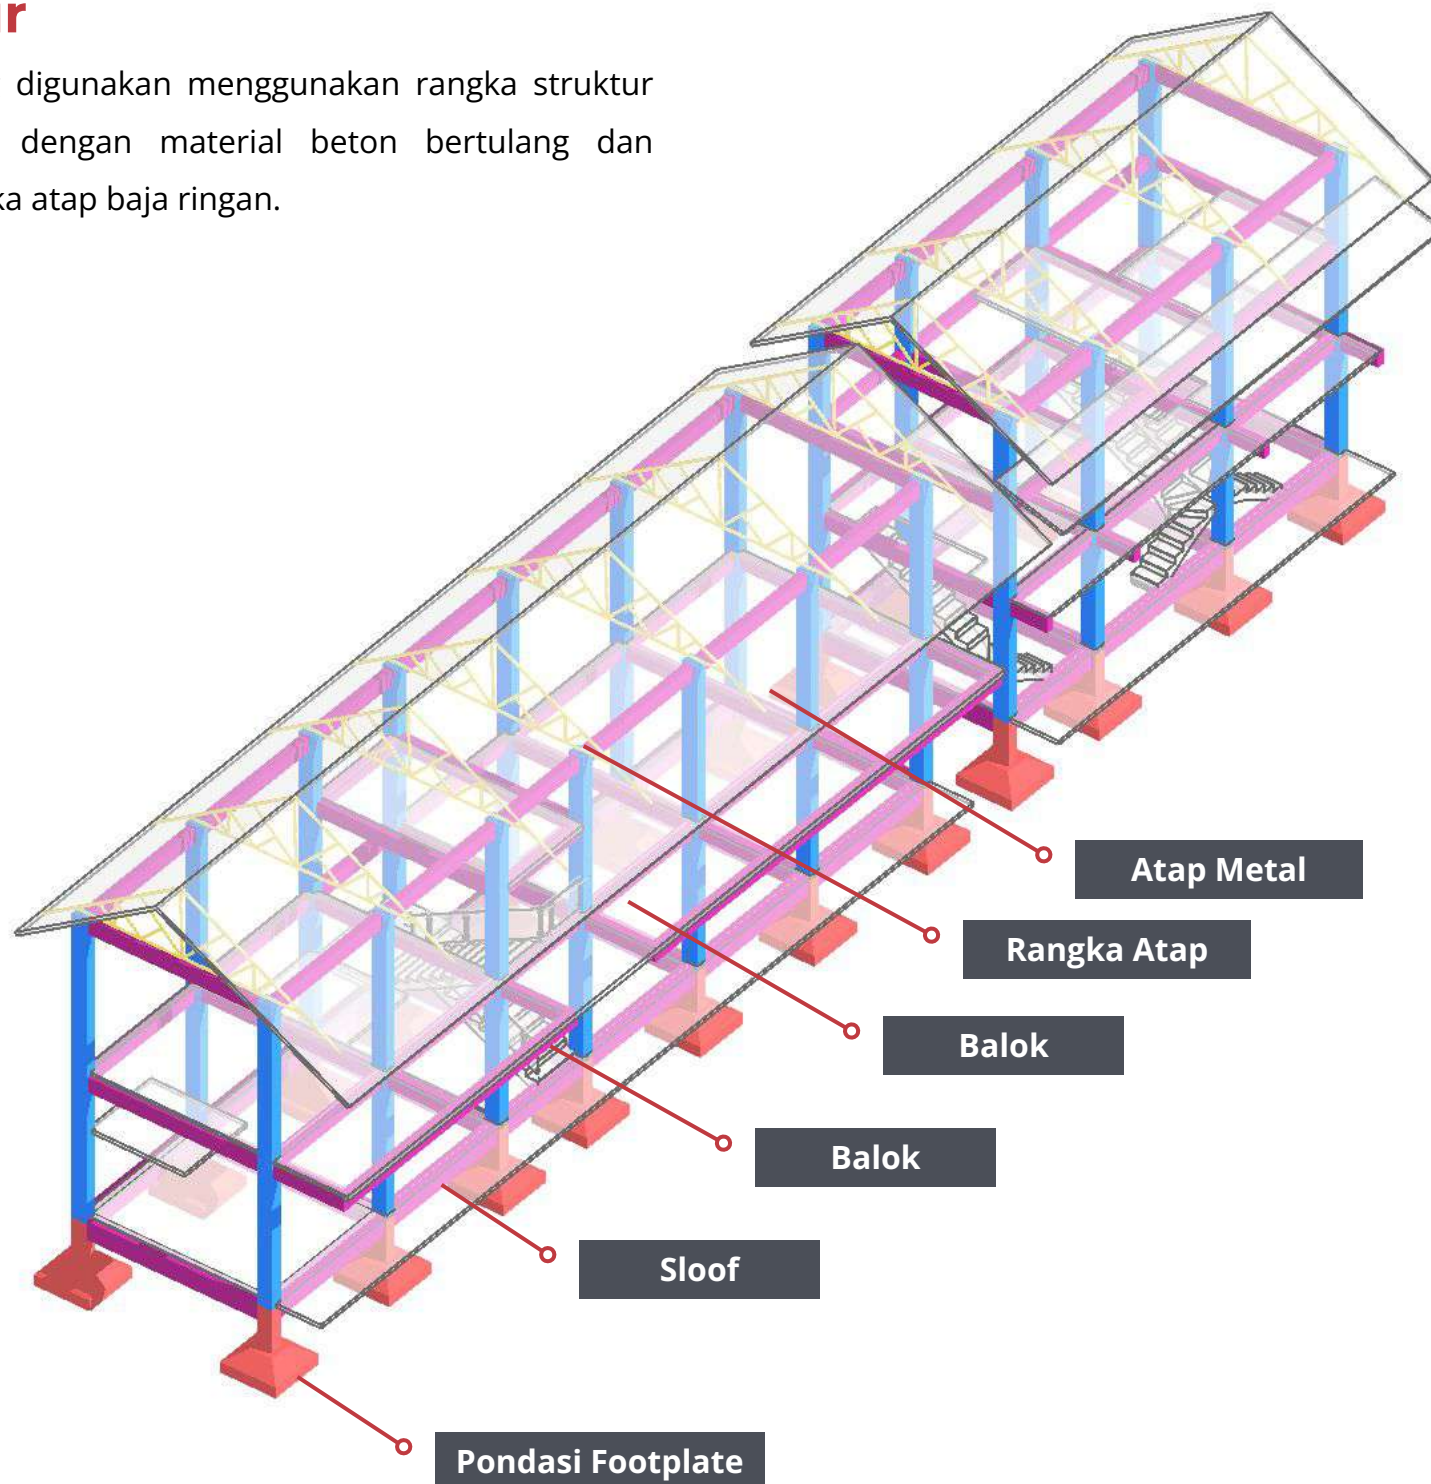 digunakan menggunakan rangka struktur
dengan material beton bertulang dan
atap baja ringan.
Atap Metal
Rangka Atap
Balok
Balok
Sloof
Pondasi Footplate